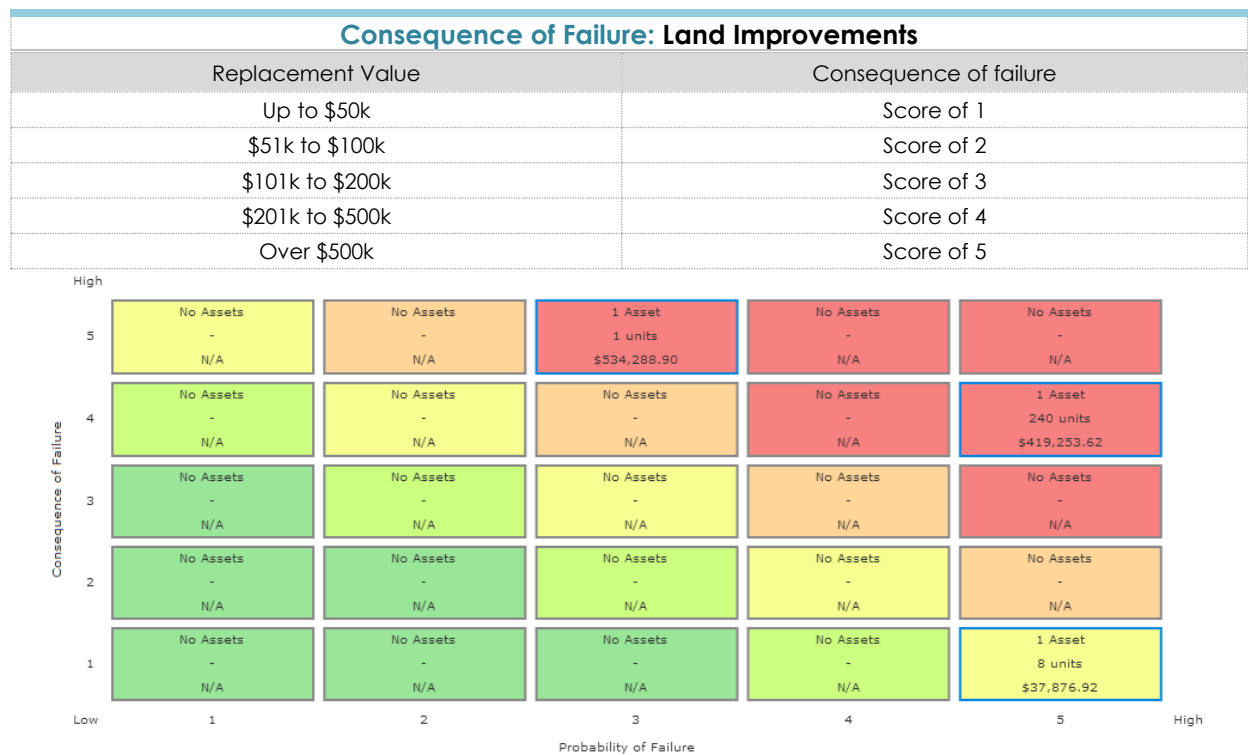 Consequence of Failure: Land Improvements
Replacement Value Consequence of failure
Up to $50k Score of 1
$51k to $100k Score of 2
$101k to $200k Score of 3
$201k to $500k Score of 4
Over $500k Score of 5
High
No Assets No Assets 1 Asset No Assets No Assets
5 - - 1 units - -
N/A N/A $534,288.90 N/A N/A
No Assets No Assets No Assets No Assets 1 Asset
4 - - - - 240 units
N/A N/A N/A N/A $419,253.62
No Assets No Assets No Assets No Assets No Assets
3 - - - - -
N/A N/A N/A N/A N/A
No Assets No Assets No Assets No Assets No Assets
2 - - - - -
N/A N/A N/A N/A N/A
No Assets No Assets No Assets No Assets 1 Asset
1 - - - - 8 units
N/A N/A N/A N/A $37,876.92
Consequence of Failure
Low 1 2 3 4 5 High
Probability of Failure